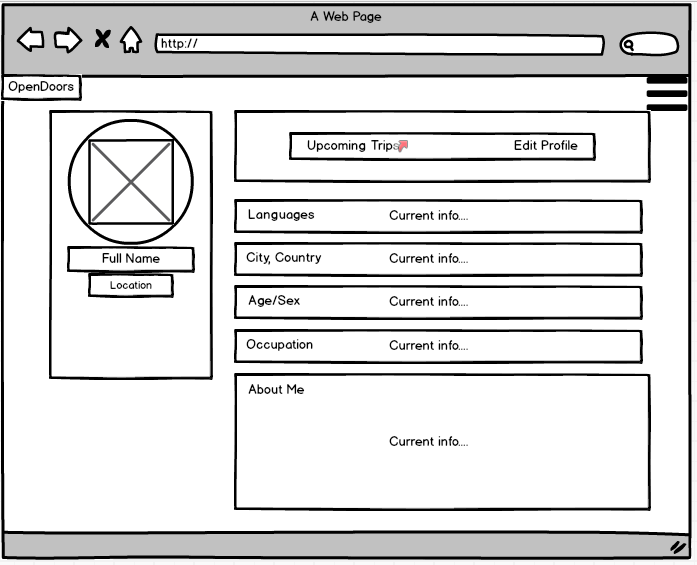 A Web Page
http://
OpenDoors
Upcoming Trips Edit Profile
Full Name
Location
Languages Current info....
City, Country Current info....
Age/Sex Current info....
Occupation Current info....
About Me
Current info....